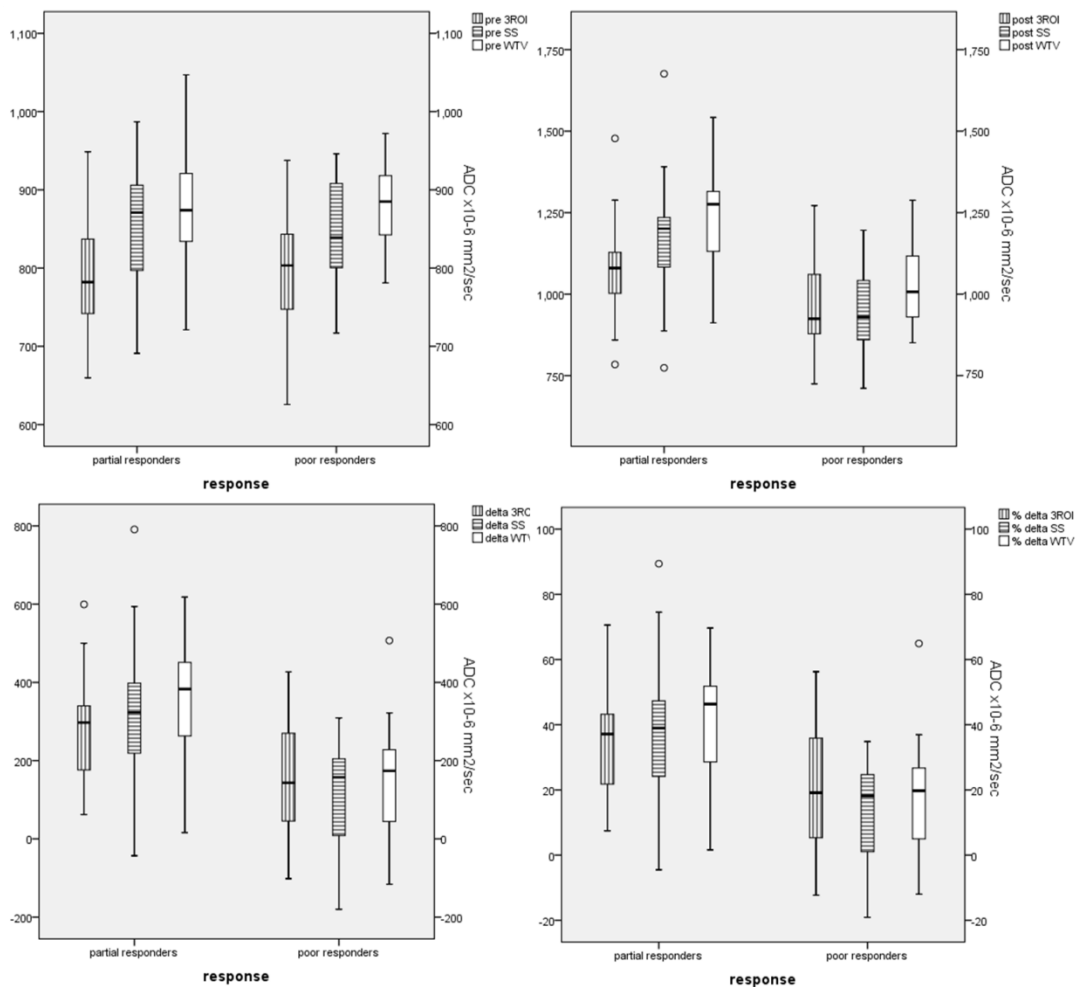 pre 3ROI
pre SS
pre WTV
1,100
1,100
1,000
1,000
900
900
800
800
700
700
600
600
ADC x10-6 mm2/sec
partial responders
poor responders
response
post 3ROI
post SS
post WTV
1,750
1,750
1,500
1,500
1,250
1,250
1,000
1,000
750
750
ADC x10-6 mm2/sec
partial responders
poor responders
response
delta 3RO
delta SS
delta WT
800
800
600
600
400
400
200
200
0
0
-200
-200
ADC x10-6 mm2/sec
partial responders
poor responders
response
% delta 3ROI
% delta SS
% delta WTV
100
100
80
80
60
60
40
40
20
20
0
0
-20
-20
ADC x10-6 mm2/sec
partial responders
poor responders
response